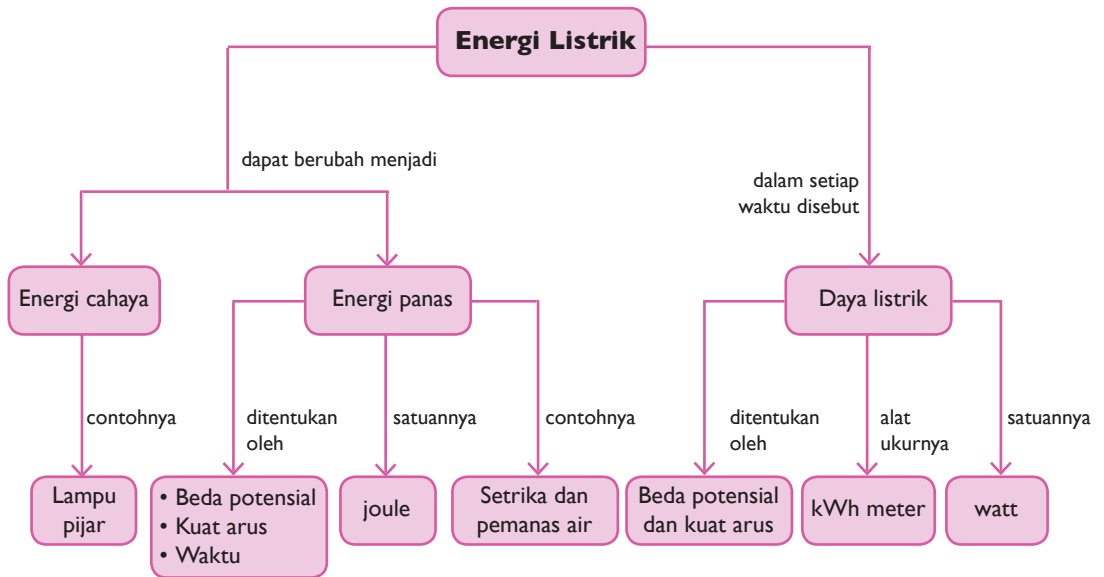 Energi Listrik
dapat berubah menjadi
dalam setiap
waktu disebut
Energi cahaya
Energi panas
Daya listrik
contohnya
ditentukan
oleh
satuannya
contohnya
ditentukan
oleh
alat
ukurnya
satuannya
Lampu
pijar
• Beda potensial
• Kuat arus
• Waktu
joule
Setrika dan
pemanas air
Beda potensial
dan kuat arus
kWh meter
watt